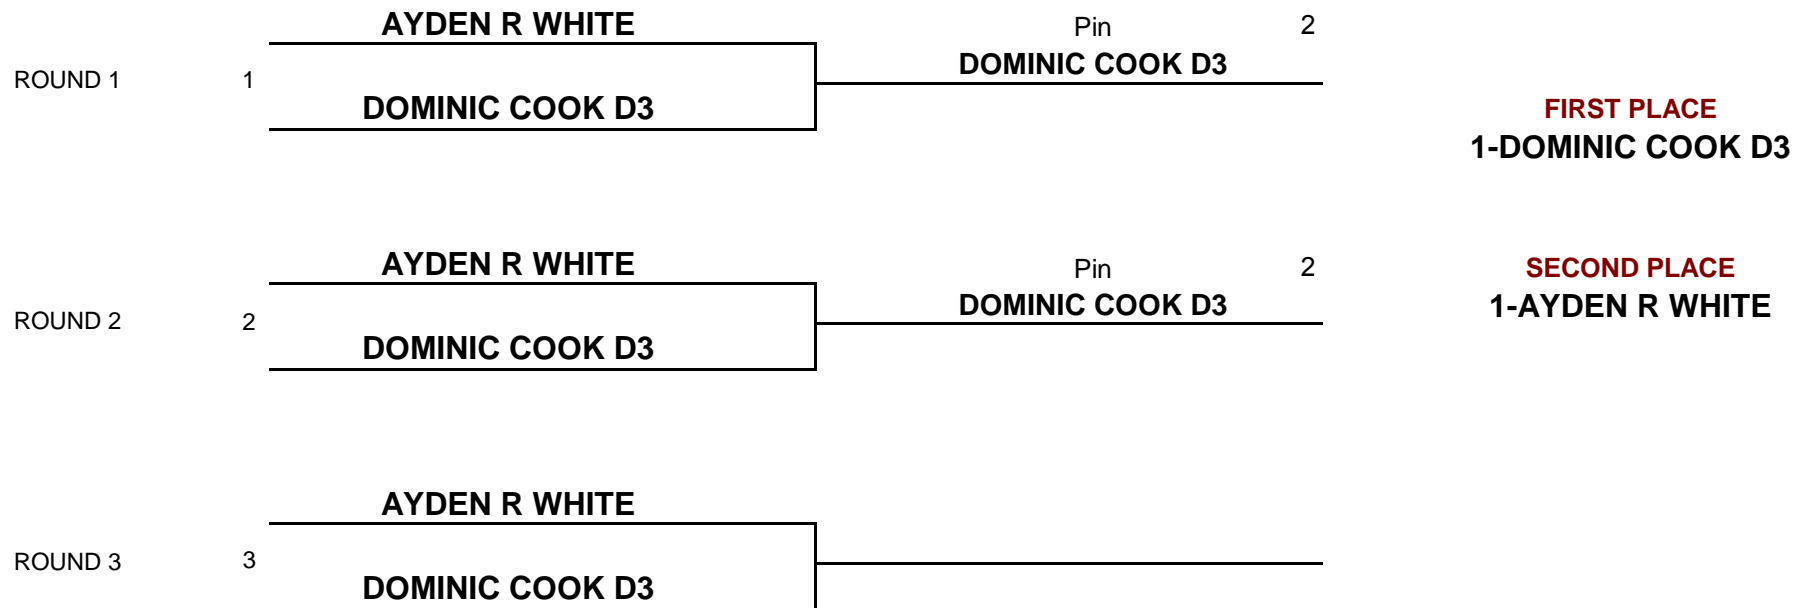 AYDEN R WHITE
Pin 2
DOMINIC COOK D3
ROUND 1 1
DOMINIC COOK D3
FIRST PLACE
1-DOMINIC COOK D3
AYDEN R WHITE
Pin 2
DOMINIC COOK D3
SECOND PLACE
1-AYDEN R WHITE
ROUND 2 2
DOMINIC COOK D3
AYDEN R WHITE
ROUND 3 3
DOMINIC COOK D3